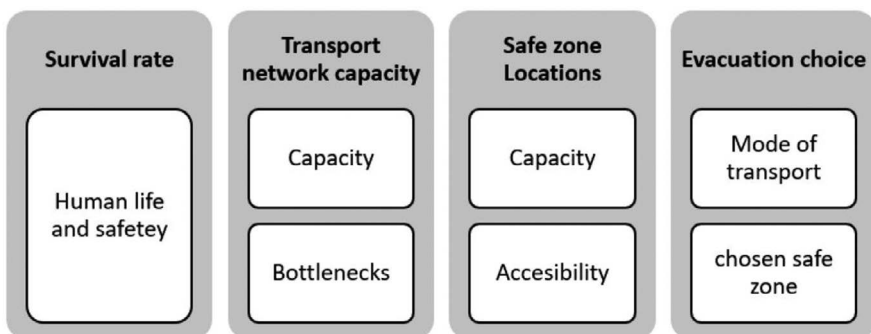 Survival rate
Human life
and safetey
Transport
network capacity
Capacity
Bottlenecks
Safe zone
Locations
Capacity
Accesibility
Evacuation choice
Mode of
transport
chosen safe
zone